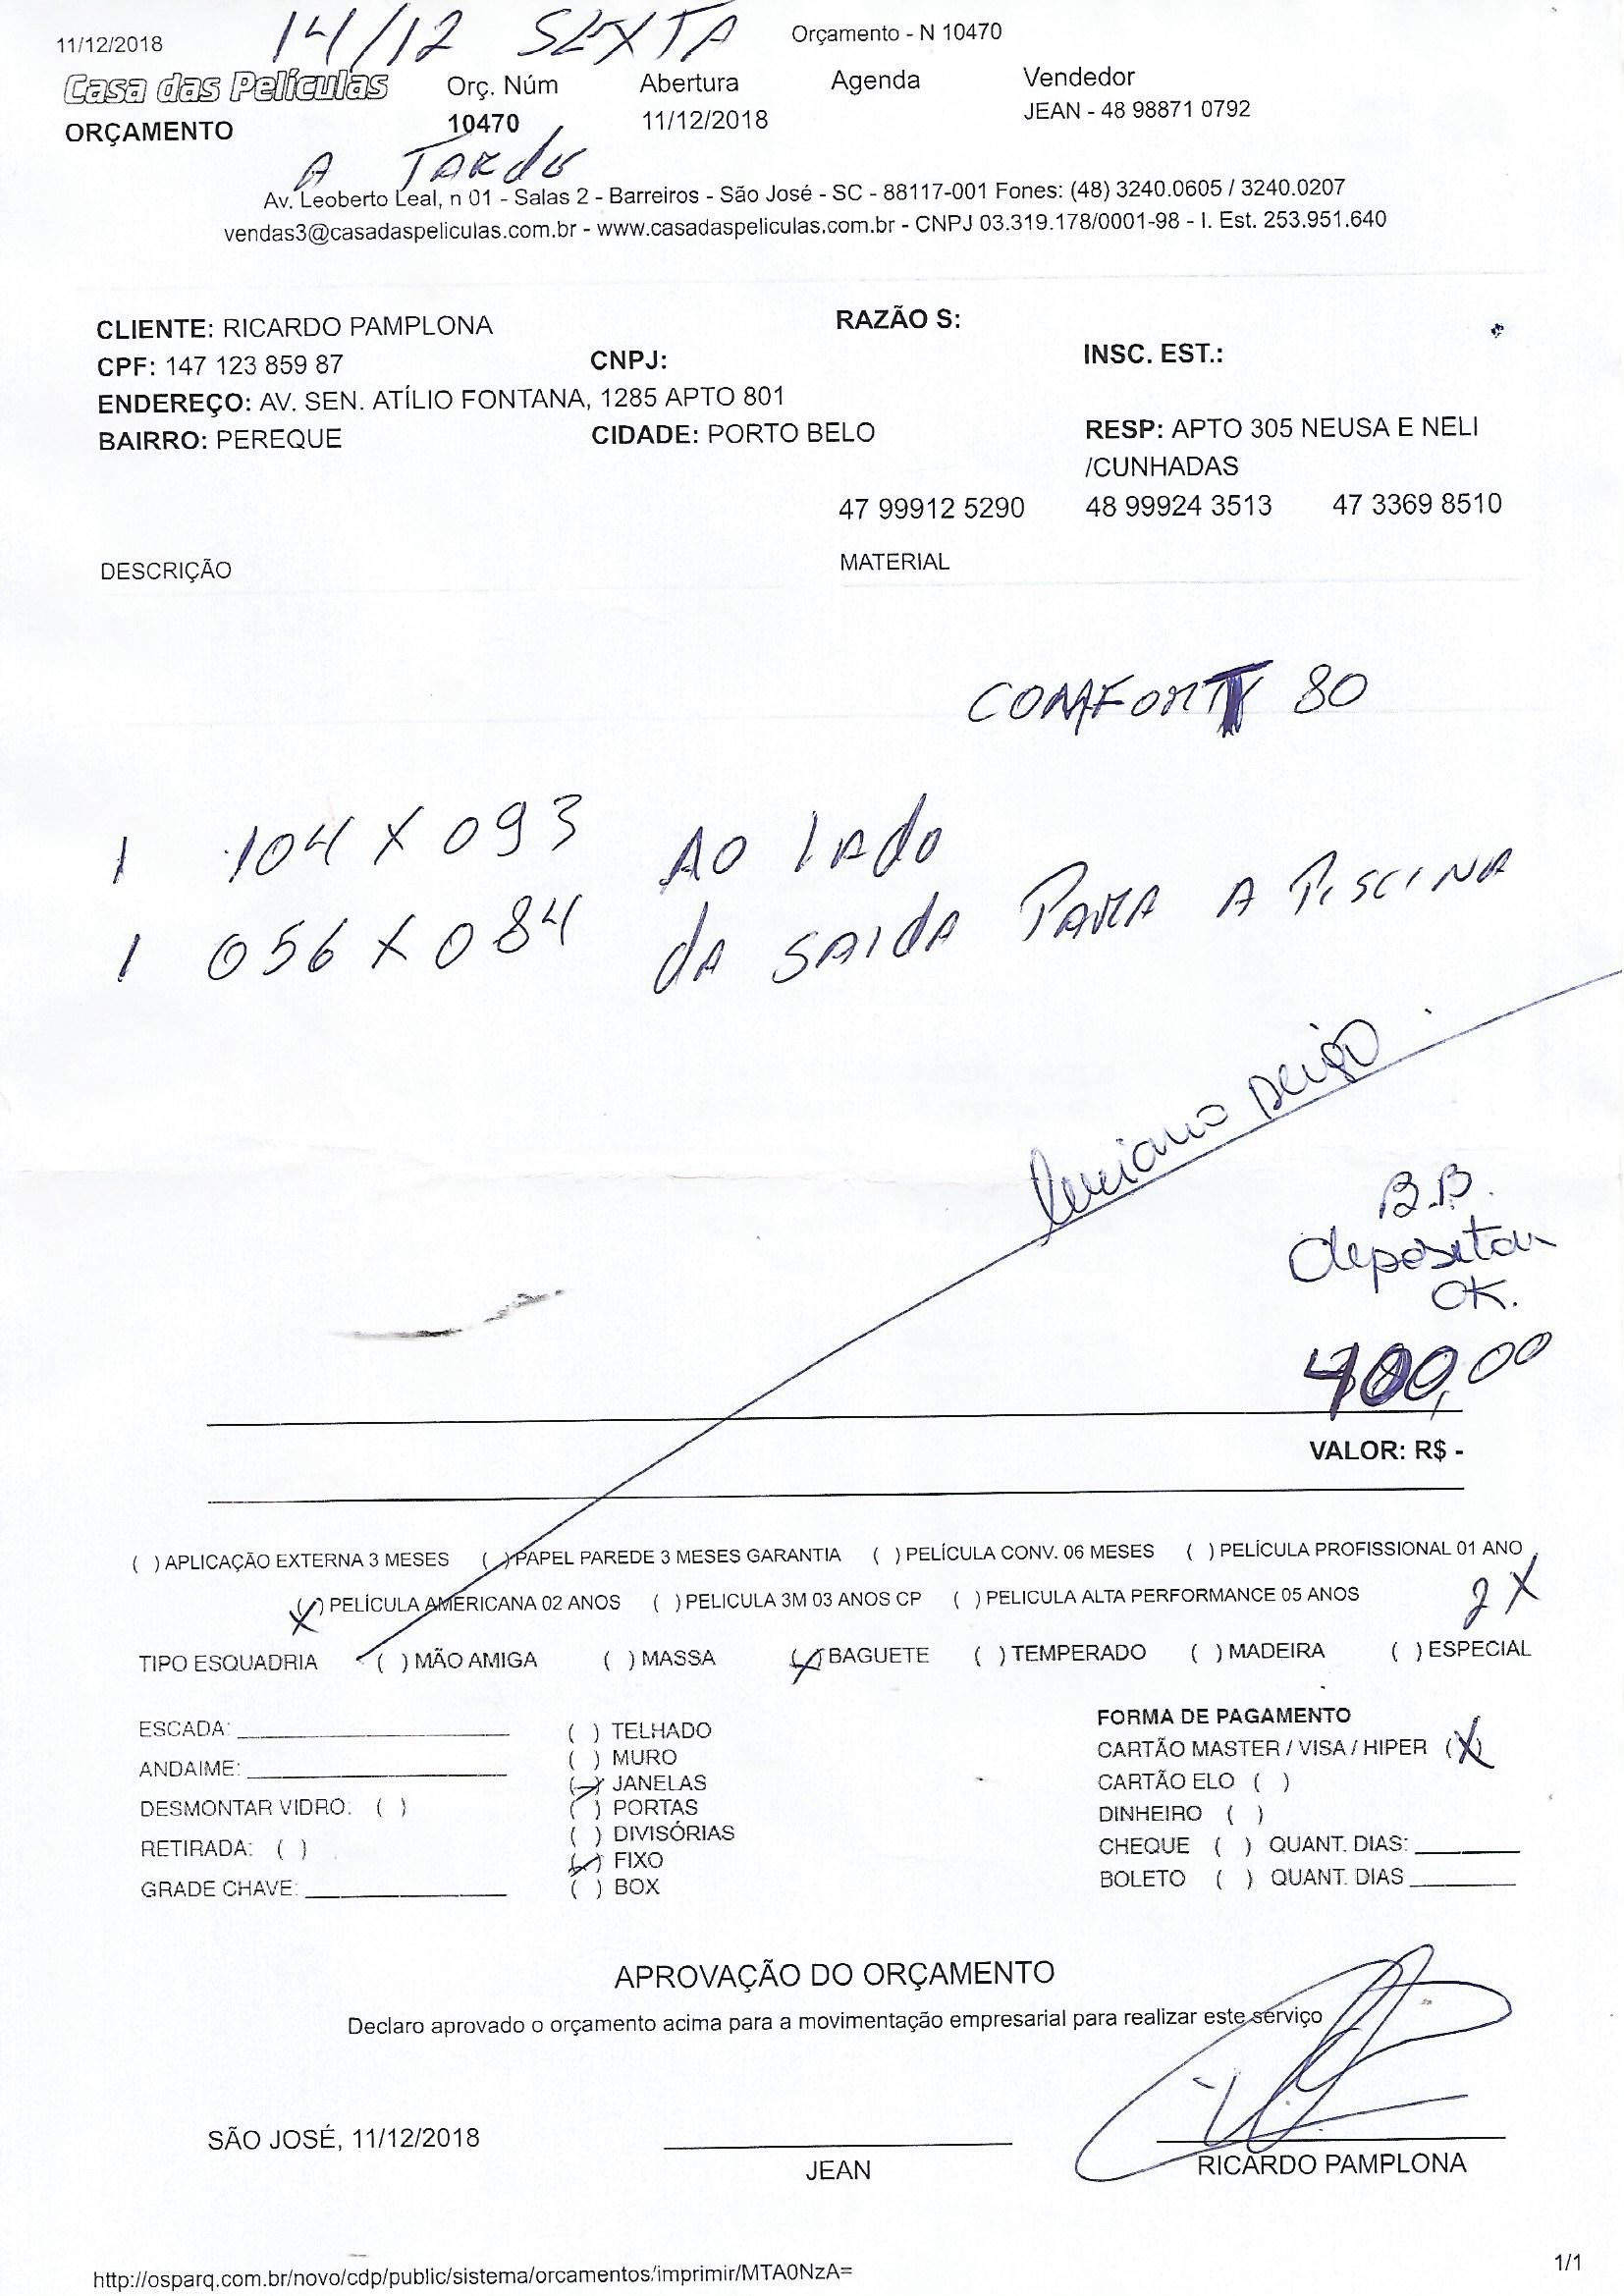 11/12/2018 14/12 SEXTA Orçamento - N 10470
Casa das Películas Orç. Núm Abertura Agenda Vendedor
ORÇAMENTO 10470 11/12/2018 JEAN - 48 98871 0792
A TARde
Av. Leoberto Leal, n 01 - Salas 2 - Barreiros - São José - SC - 88117-001 Fones: (48) 3240.0605 / 3240.0207
vendas3@casadaspeliculas.com.br - www.casadaspeliculas.com.br - CNPJ 03.319.178/0001-98 - I. Est. 253.951.640
CLIENTE: RICARDO PAMPLONA RAZÃO S:
CPF: 147 123 859 87 CNPJ: INSC. EST.:
ENDEREÇO: AV. SEN. ATÍLIO FONTANA, 1285 APTO 801
BAIRRO: PEREQUE CIDADE: PORTO BELO RESP: APTO 305 NEUSA E NELI
/CUNHADAS
47 99912 5290 48 99924 3513 47 3369 8510
DESCRIÇÃO MATERIAL
COMFORT 80
1 104 X 093 AO lAdo
1 056 X 084 dA SAIdA PARA A PISCINA
Luciano
B.B.
depositar
OK.
400,00
VALOR: R$ -
( ) APLICAÇÃO EXTERNA 3 MESES ( ) PAPEL PAREDE 3 MESES GARANTIA ( ) PELÍCULA CONV. 06 MESES ( ) PELÍCULA PROFISSIONAL 01 ANO
(X) PELÍCULA AMERICANA 02 ANOS ( ) PELICULA 3M 03 ANOS CP ( ) PELICULA ALTA PERFORMANCE 05 ANOS 2X
TIPO ESQUADRIA ( ) MÃO AMIGA ( ) MASSA (X) BAGUETE ( ) TEMPERADO ( ) MADEIRA ( ) ESPECIAL
ESCADA: ( ) TELHADO FORMA DE PAGAMENTO
ANDAIME: ( ) MURO CARTÃO MASTER / VISA / HIPER (X)
(X) JANELAS CARTÃO ELO ( )
DESMONTAR VIDRO: ( ) ( ) PORTAS DINHEIRO ( )
RETIRADA: ( ) ( ) DIVISÓRIAS CHEQUE ( ) QUANT. DIAS:
(X) FIXO
GRADE CHAVE: ( ) BOX BOLETO ( ) QUANT. DIAS
APROVAÇÃO DO ORÇAMENTO
Declaro aprovado o orçamento acima para a movimentação empresarial para realizar este serviço
SÃO JOSÉ, 11/12/2018
JEAN RICARDO PAMPLONA
http://osparq.com.br/novo/cdp/public/sistema/orcamentos/imprimir/MTA0NzA= 1/1